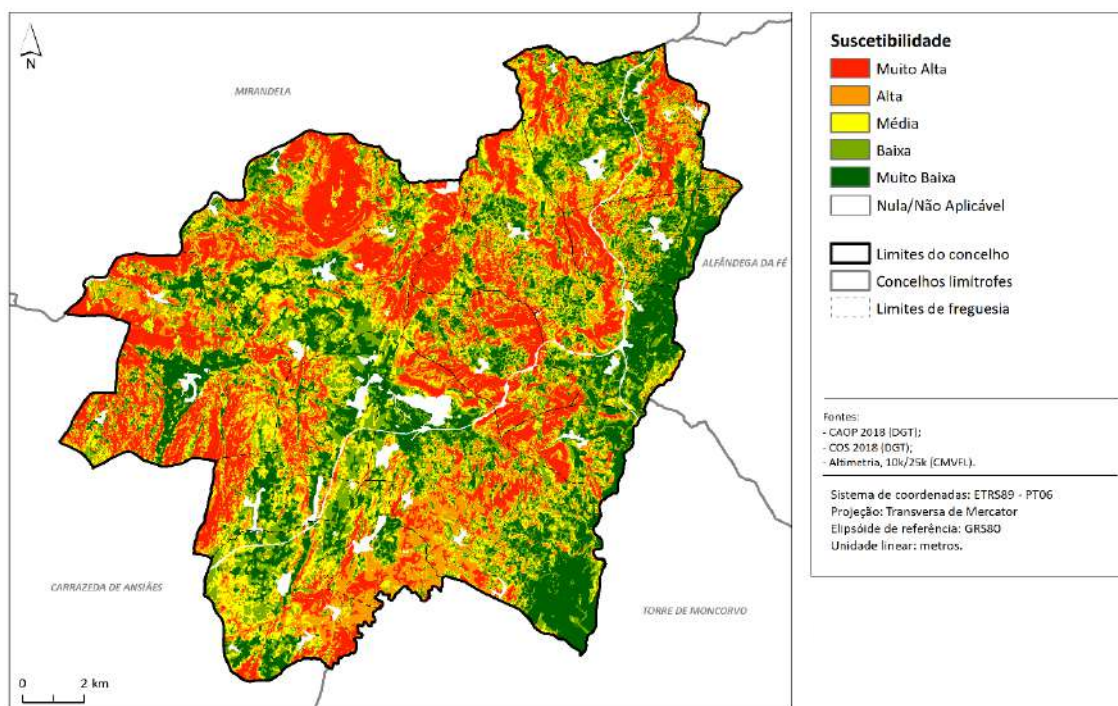 N
MIRANDELA
ALFÂNDEGA DA FÉ
CARRAZEDA DE ANSIÃES
TORRE DE MONCORVO
0 2 km
Suscetibilidade
Muito Alta
Alta
Média
Baixa
Muito Baixa
Nula/Não Aplicável
Limites do concelho
Concelhos limítrofes
Limites de freguesia
Fontes:
- CAOP 2018 (DGT);
- COS 2018 (DGT);
- Altimetria, 10k/25k (CMVFL).
Sistema de coordenadas: ETRS89 - PT06
Projeção: Transversa de Mercator
Elipsóide de referência: GRS80
Unidade linear: metros.